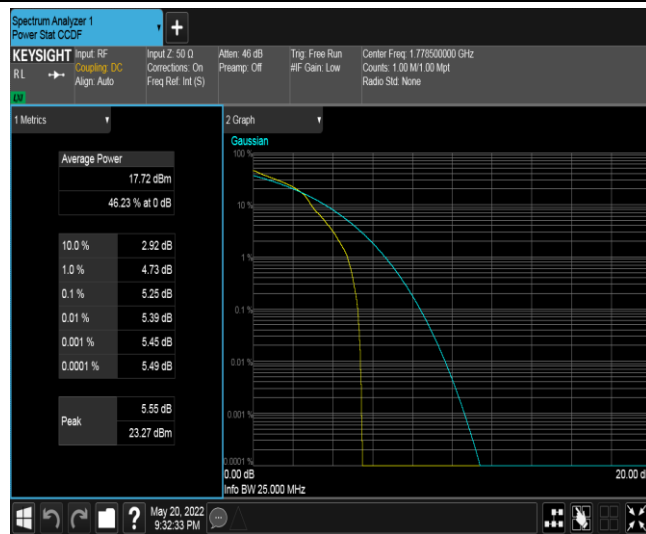 Spectrum Analyzer 1
Power Stat CCDF
+
KEYSIGHT
RL
LXI
Input: RF
Coupling: DC
Align: Auto
Input Z: 50 Ω
Corrections: On
Freq Ref: Int (S)
Atten: 46 dB
Preamp: Off
Trig: Free Run
#IF Gain: Low
Center Freq: 1.778500000 GHz
Counts: 1.00 M/1.00 Mpt
Radio Std: None
1 Metrics
Average Power
17.72 dBm
46.23 % at 0 dB
10.0 % 2.92 dB
1.0 % 4.73 dB
0.1 % 5.25 dB
0.01 % 5.39 dB
0.001 % 5.45 dB
0.0001 % 5.49 dB
Peak
5.55 dB
23.27 dBm
2 Graph
Gaussian
100 %
10 %
1 %
0.1 %
0.01 %
0.001 %
0.0001 %
0.00 dB 20.00 d
Info BW 25.000 MHz
?
May 20, 2022
9:32:33 PM